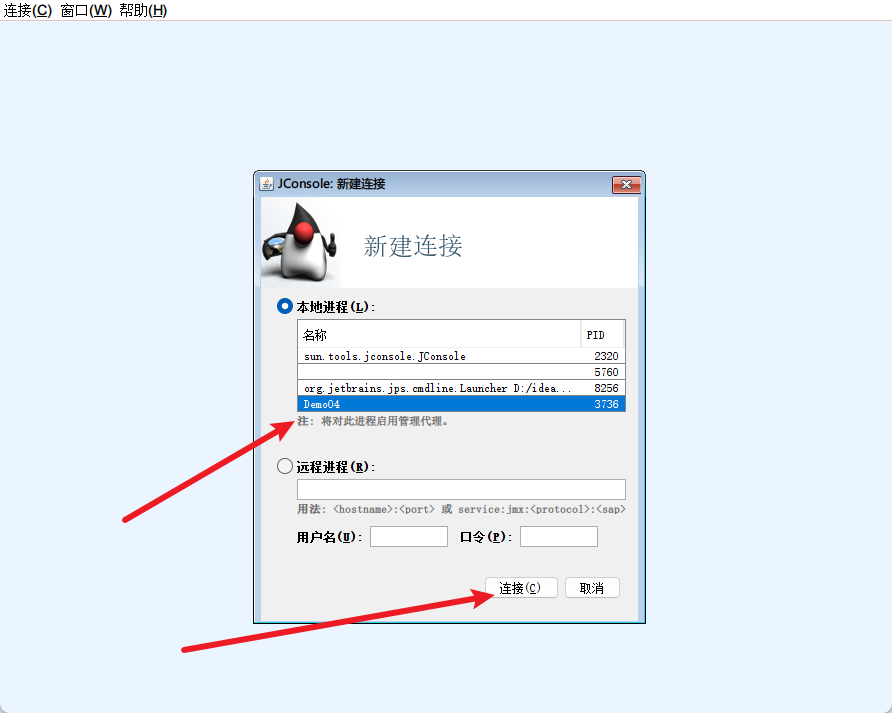 连接(C) 窗口(W) 帮助(H)
JConsole: 新建连接
新建连接
本地进程(L):
名称 PID
sun.tools.jconsole.JConsole 2320
5760
org.jetbrains.jps.cmdline.Launcher D:/idea... 8256
Demo04 3736
注: 将对此进程启用管理代理。
远程进程(R):
用法: <hostname>:<port> 或 service:jmx:<protocol>:<sap>
用户名(U): 口令(P):
连接(C) 取消